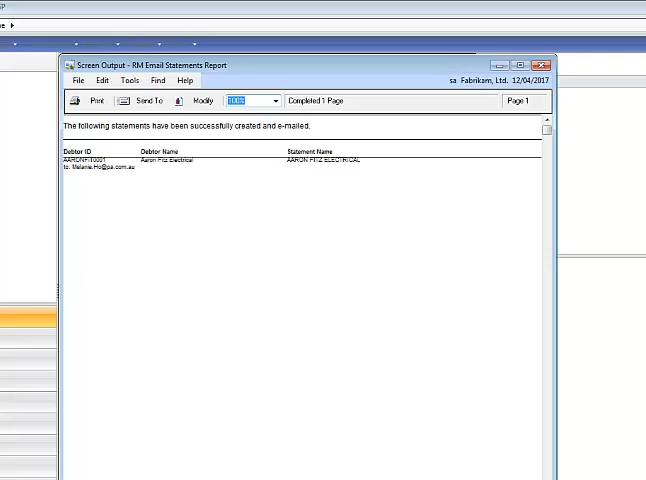 Screen Output - RM Email Statements Report
File Edit Tools Find Help
sa Fabrikam, Ltd. 12/04/2017
Print Send To Modify 100% Completed 1 Page Page 1
The following statements have been successfully created and e-mailed.
Debtor ID Debtor Name Statement Name
AARONFIT0001 Aaron Fitz Electrical AARON FITZ ELECTRICAL
to: Melanie.Ho@pa.com.au